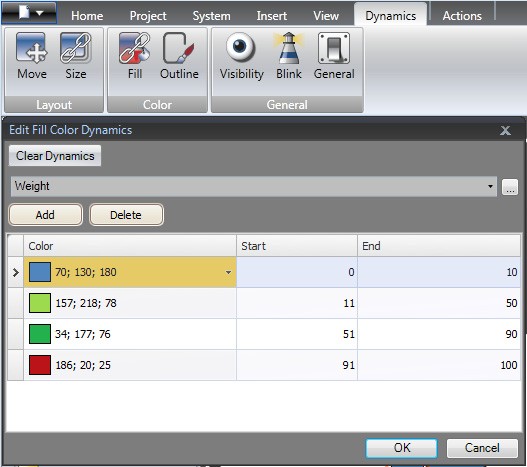 Home Project System Insert View Dynamics Actions
Move Size Fill Outline Visibility Blink General
Layout Color General
Edit Fill Color Dynamics X
Clear Dynamics
Weight ...
Add Delete
Color Start End
70; 130; 180 0 10
157; 218; 78 11 50
34; 177; 76 51 90
186; 20; 25 91 100
OK Cancel